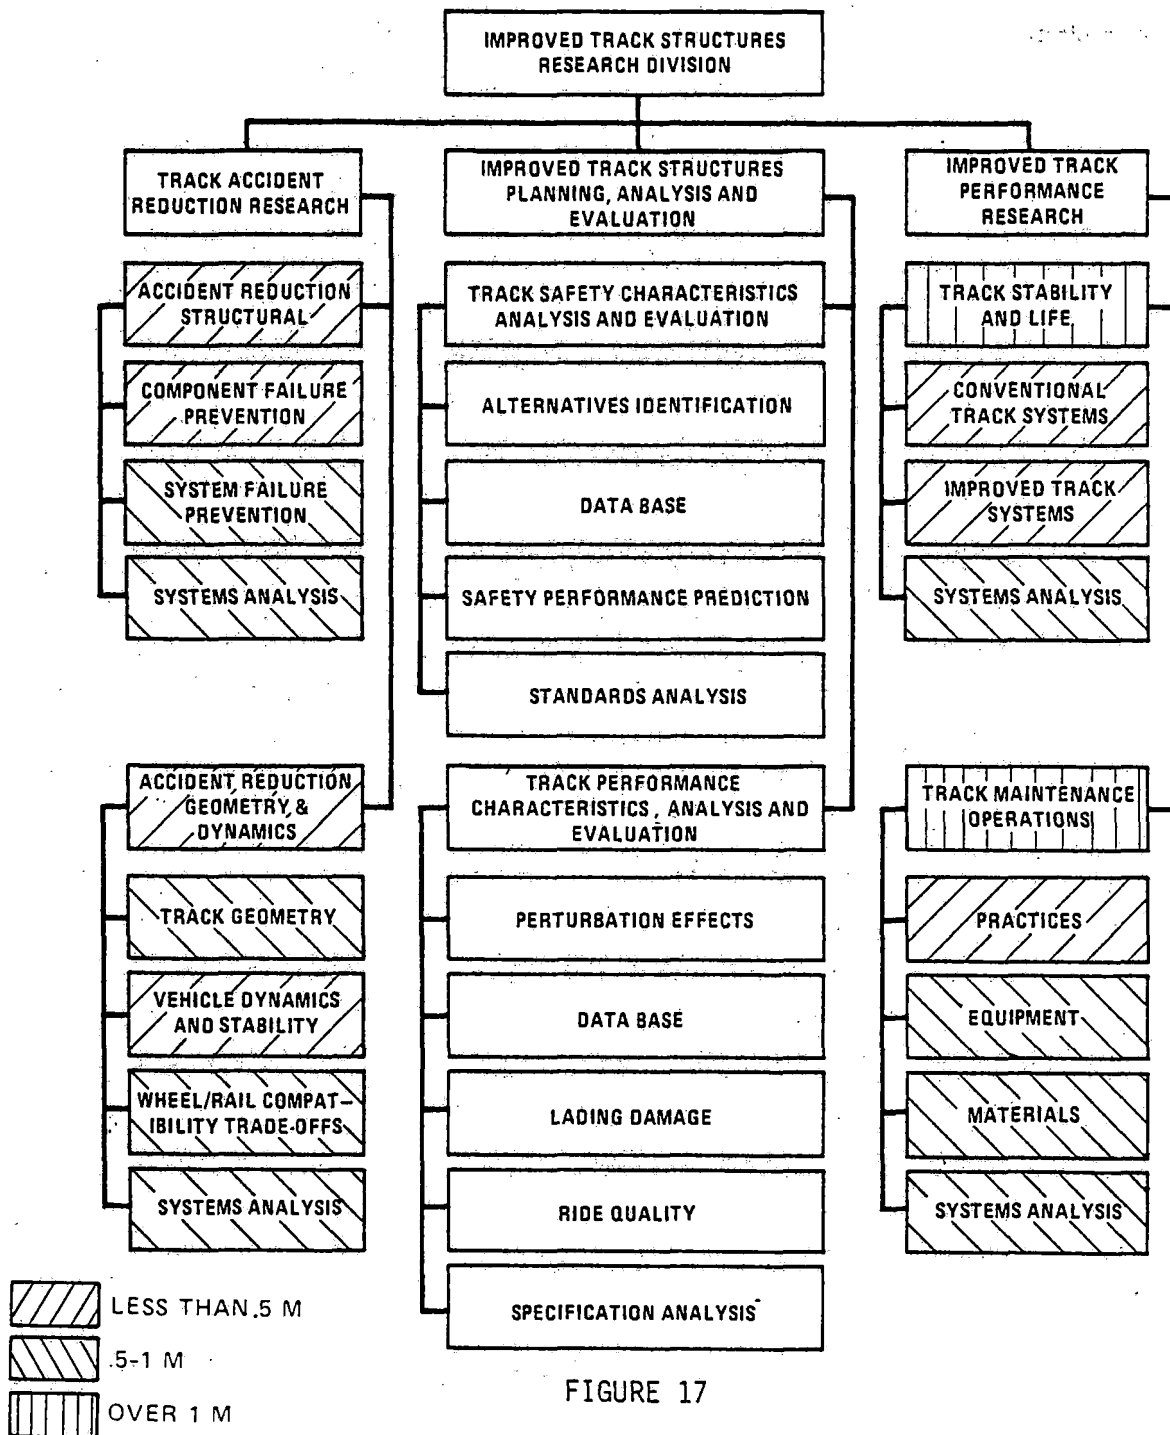 IMPROVED TRACK STRUCTURES
RESEARCH DIVISION
TRACK ACCIDENT
REDUCTION RESEARCH
IMPROVED TRACK STRUCTURES
PLANNING, ANALYSIS AND
EVALUATION
IMPROVED TRACK
PERFORMANCE
RESEARCH
ACCIDENT REDUCTION
STRUCTURAL
COMPONENT FAILURE
PREVENTION
SYSTEM FAILURE
PREVENTION
SYSTEMS ANALYSIS
TRACK SAFETY CHARACTERISTICS
ANALYSIS AND EVALUATION
ALTERNATIVES IDENTIFICATION
DATA BASE
SAFETY PERFORMANCE PREDICTION
STANDARDS ANALYSIS
TRACK STABILITY
AND LIFE
CONVENTIONAL
TRACK SYSTEMS
IMPROVED TRACK
SYSTEMS
SYSTEMS ANALYSIS
ACCIDENT REDUCTION
GEOMETRY, &
DYNAMICS
TRACK GEOMETRY
VEHICLE DYNAMICS
AND STABILITY
WHEEL/RAIL COMPAT-
IBILITY TRADE-OFFS
SYSTEMS ANALYSIS
TRACK PERFORMANCE
CHARACTERISTICS, ANALYSIS AND
EVALUATION
PERTURBATION EFFECTS
DATA BASE
LADING DAMAGE
RIDE QUALITY
SPECIFICATION ANALYSIS
TRACK MAINTENANCE
OPERATIONS
PRACTICES
EQUIPMENT
MATERIALS
SYSTEMS ANALYSIS
LESS THAN .5 M
.5-1 M
OVER 1 M
FIGURE 17